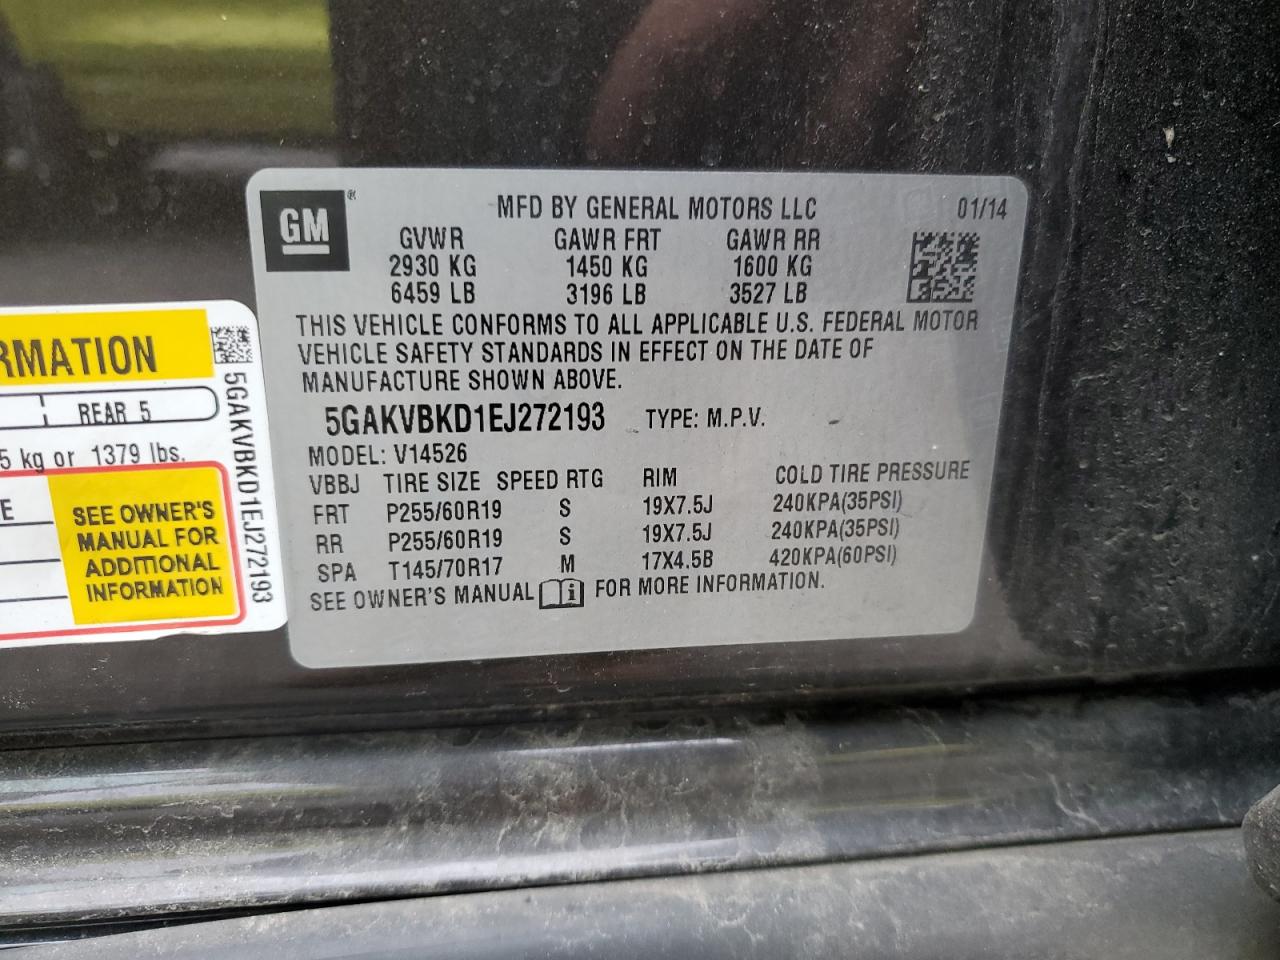 GM ®
MFD BY GENERAL MOTORS LLC 01/14
GVWR GAWR FRT GAWR RR
2930 KG 1450 KG 1600 KG
6459 LB 3196 LB 3527 LB
THIS VEHICLE CONFORMS TO ALL APPLICABLE U.S. FEDERAL MOTOR
VEHICLE SAFETY STANDARDS IN EFFECT ON THE DATE OF
MANUFACTURE SHOWN ABOVE.
5GAKVBKD1EJ272193 TYPE: M.P.V.
MODEL: V14526
VBBJ TIRE SIZE SPEED RTG RIM COLD TIRE PRESSURE
FRT P255/60R19 S 19X7.5J 240KPA(35PSI)
RR P255/60R19 S 19X7.5J 240KPA(35PSI)
SPA T145/70R17 M 17X4.5B 420KPA(60PSI)
SEE OWNER'S MANUAL FOR MORE INFORMATION.
RMATION
REAR 5
5 kg or 1379 lbs.
E
SEE OWNER'S
MANUAL FOR
ADDITIONAL
INFORMATION
5GAKVBKD1EJ272193